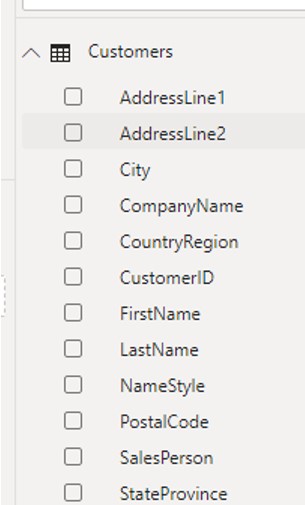 Customers
AddressLine1
AddressLine2
City
CompanyName
CountryRegion
CustomerID
FirstName
LastName
NameStyle
PostalCode
SalesPerson
StateProvince